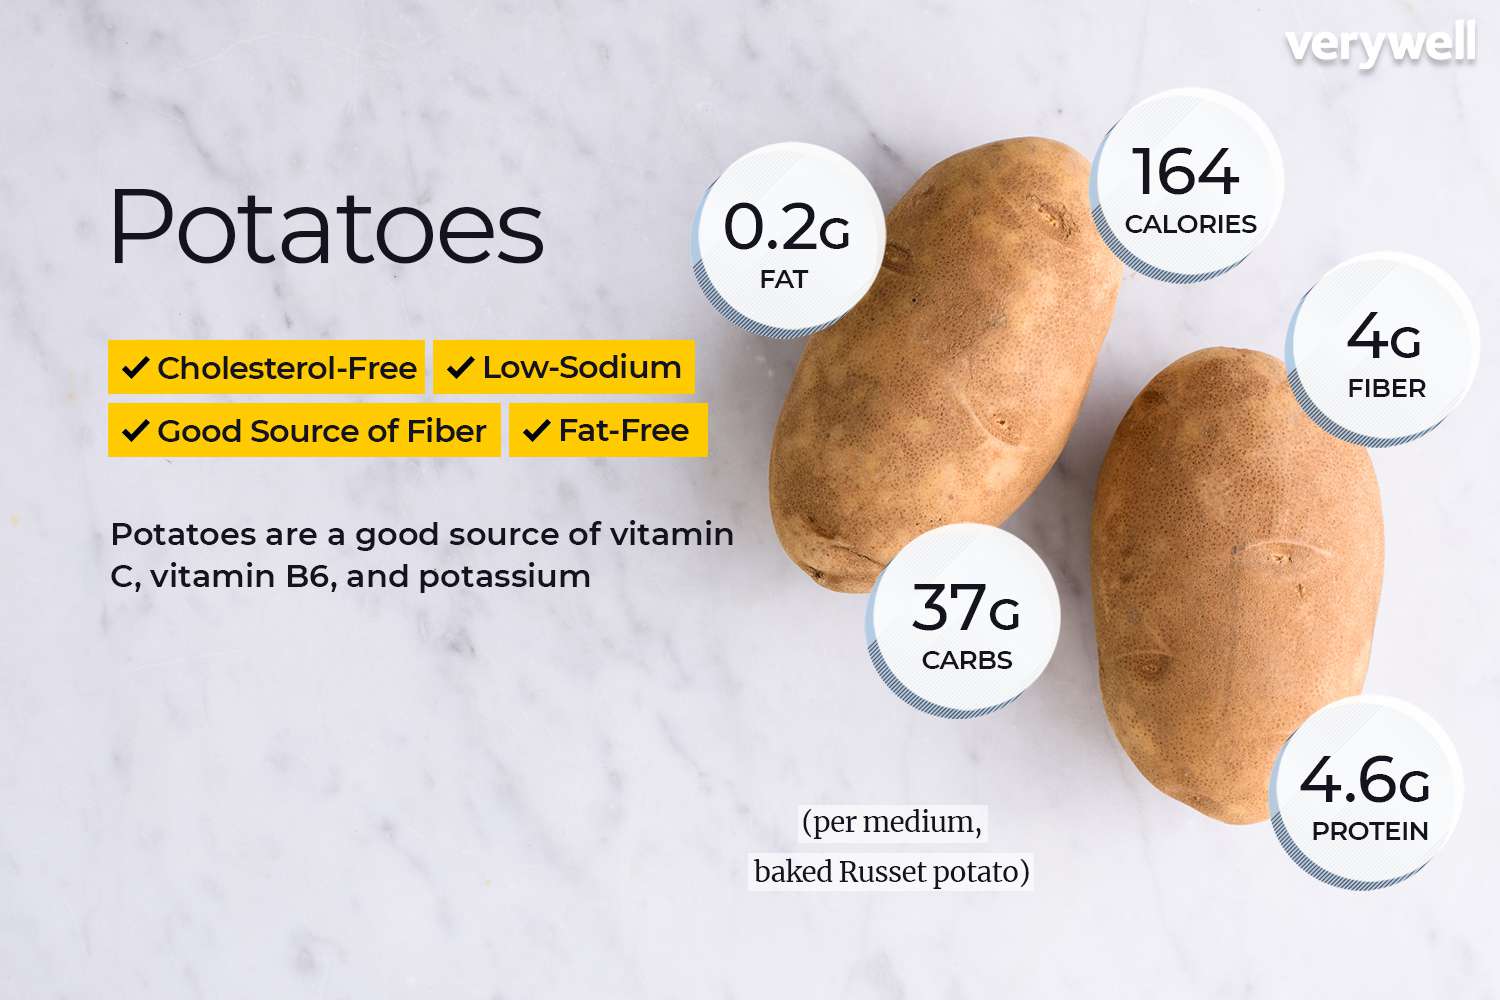 verywell
Potatoes
✓ Cholesterol-Free ✓ Low-Sodium
✓ Good Source of Fiber ✓ Fat-Free
Potatoes are a good source of vitamin
C, vitamin B6, and potassium
0.2G
FAT
164
CALORIES
4G
FIBER
37G
CARBS
4.6G
PROTEIN
(per medium,
baked Russet potato)